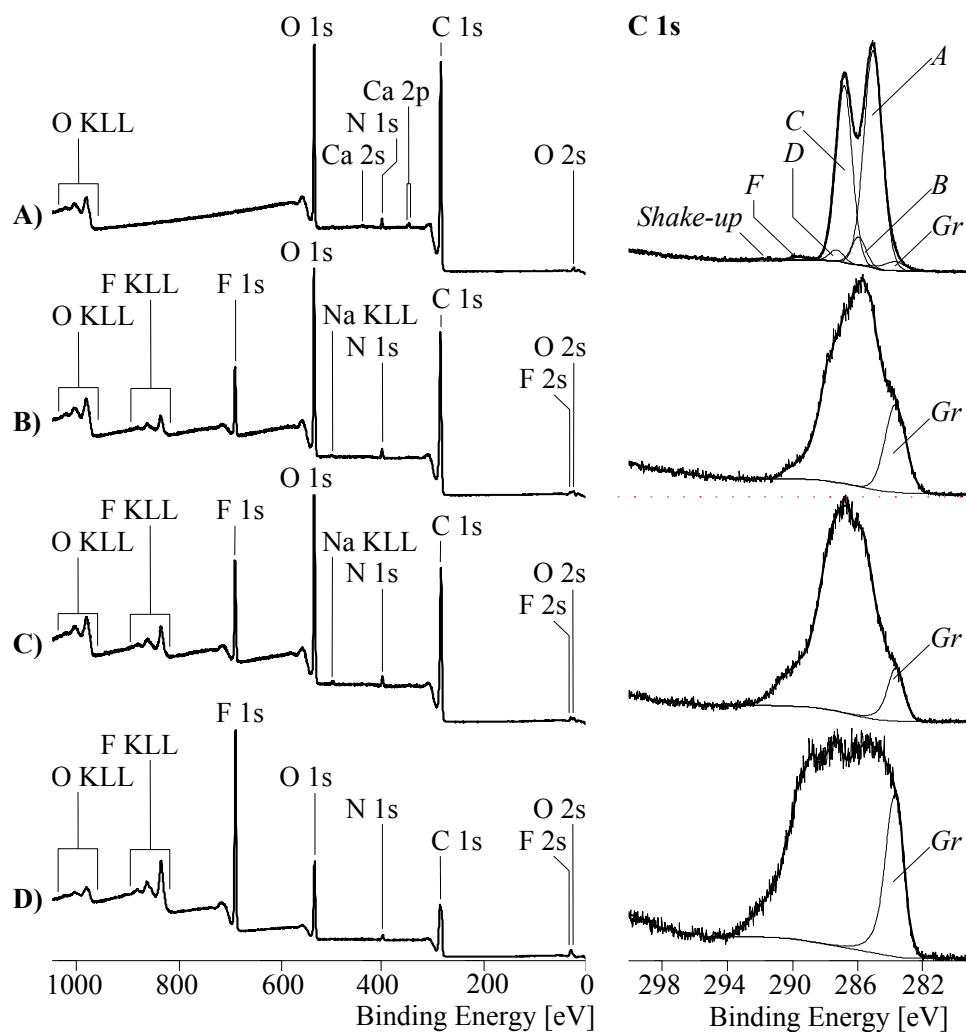 O 1s
C 1s
Ca 2p
O KLL
N 1s
Ca 2s
O 2s
A)
O 1s
F KLL
F 1s
C 1s
O KLL
Na KLL
N 1s
O 2s
F 2s
B)
O 1s
F KLL
F 1s
C 1s
O KLL
Na KLL
N 1s
O 2s
F 2s
C)
F 1s
F KLL
O KLL
O 1s
N 1s
O 2s
C 1s
F 2s
D)
1000 800 600 400 200 0
Binding Energy [eV]
C 1s
A
C
D
F
B
Shake-up
Gr
Gr
Gr
Gr
298 294 290 286 282
Binding Energy [eV]